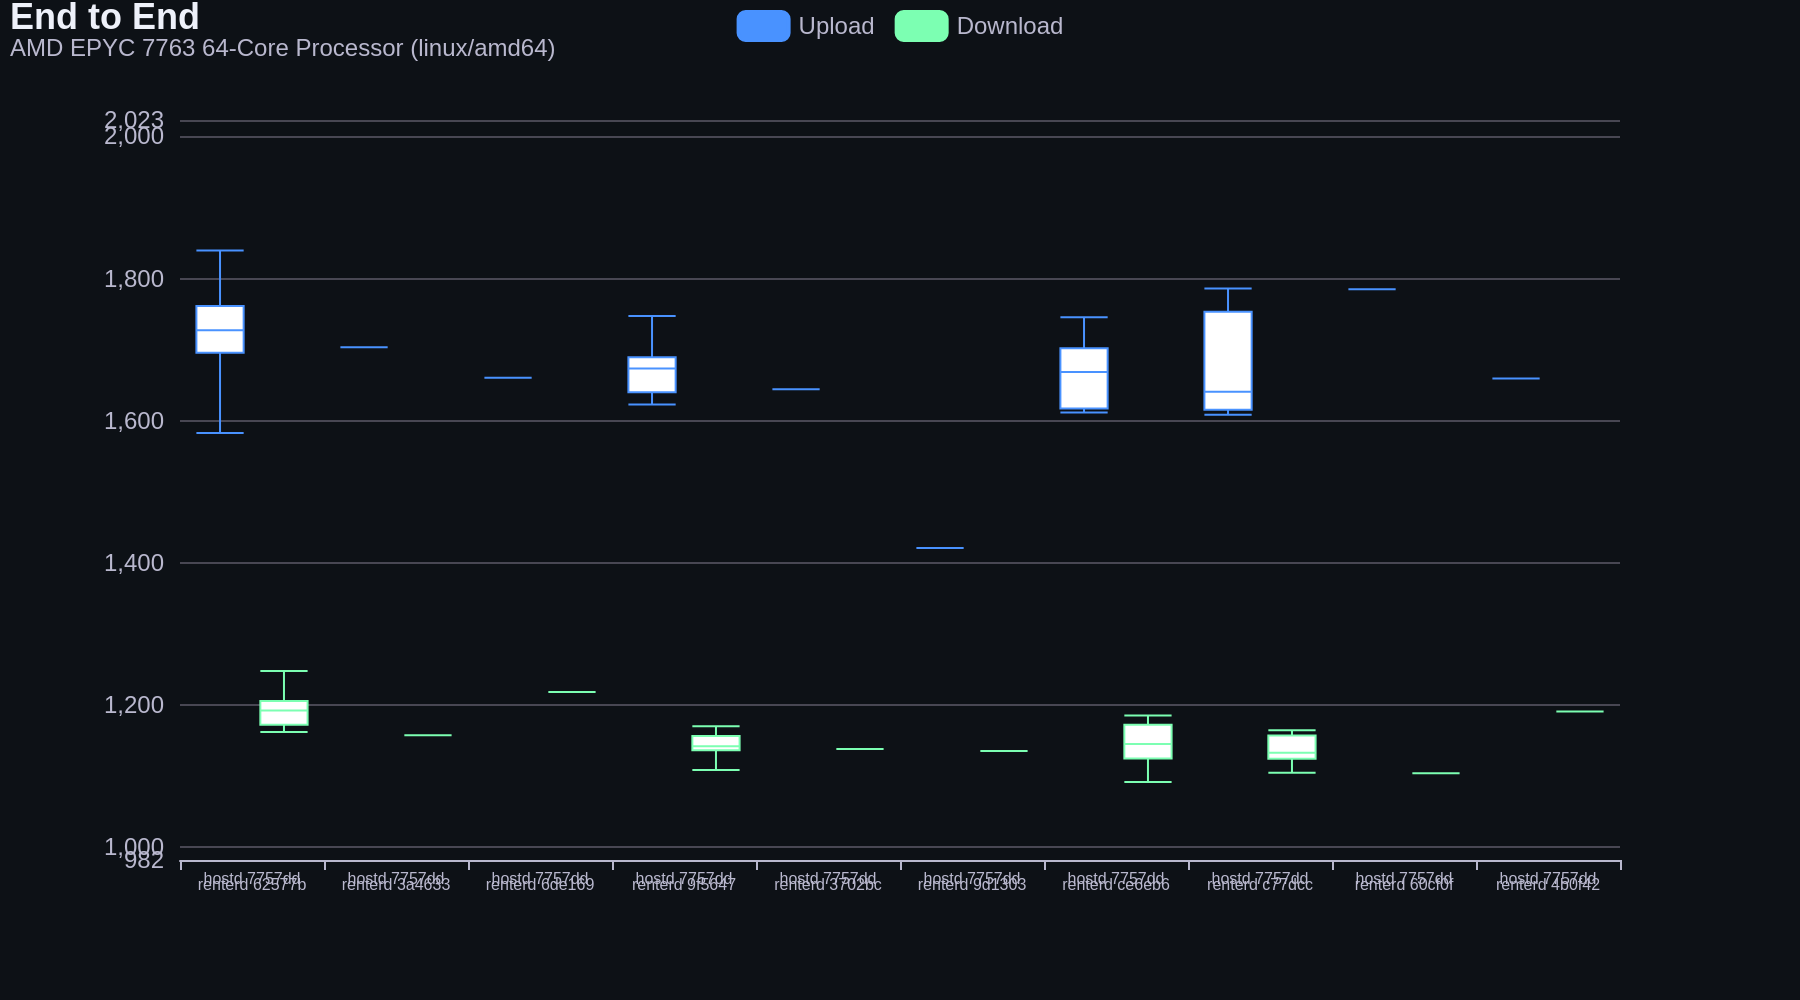 End to End
AMD EPYC 7763 64-Core Processor (linux/amd64)
Upload
Download
2,023
2,000
1,800
1,600
1,400
1,200
1,000
982
hostd 7757dd
renterd 62577b
hostd 7757dd
renterd 3a4633
hostd 7757dd
renterd 6de169
hostd 7757dd
renterd 9f5647
hostd 7757dd
renterd 3702bc
hostd 7757dd
renterd 9d1303
hostd 7757dd
renterd ce6eb6
hostd 7757dd
renterd c77dcc
hostd 7757dd
renterd 60cf0f
hostd 7757dd
renterd 4b0f42